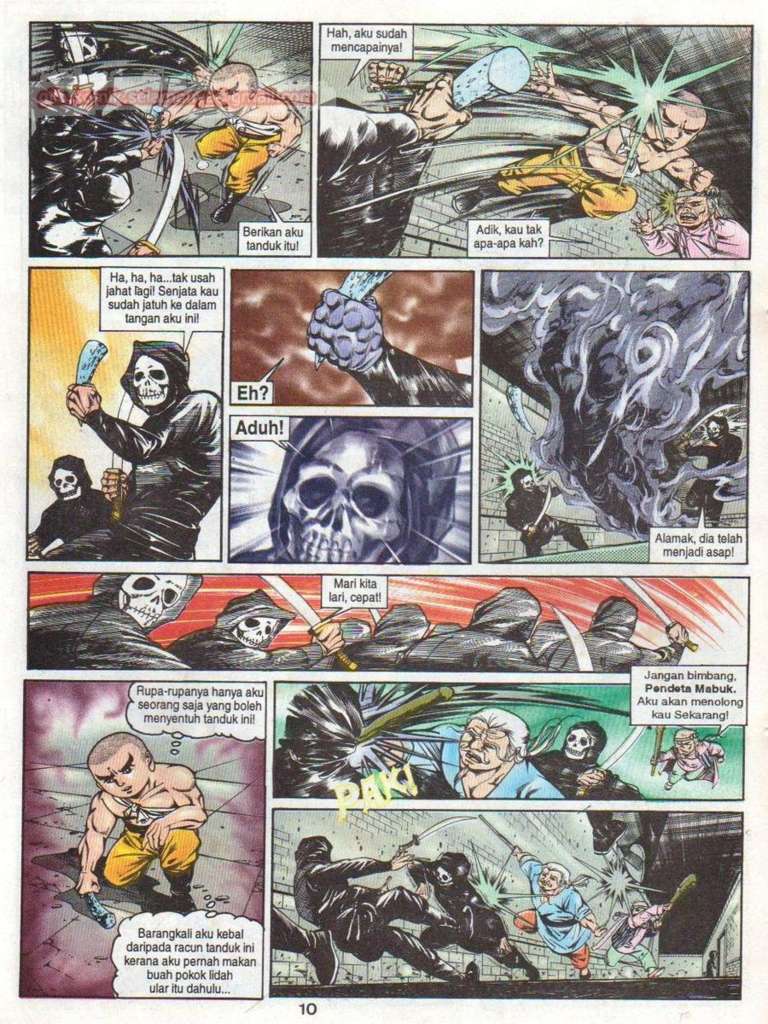 Berikan aku
tanduk itu!
Hah, aku sudah
mencapainya!
Adik, kau tak
apa-apa kah?
Ha, ha, ha...tak usah
jahat lagi! Senjata kau
sudah jatuh ke dalam
tangan aku ini!
Eh?
Aduh!
Alamak, dia telah
menjadi asap!
Mari kita
lari, cepat!
Rupa-rupanya hanya aku
seorang saja yang boleh
menyentuh tanduk ini!
Barangkali aku kebal
daripada racun tanduk ini
kerana aku pernah makan
buah pokok lidah
ular itu dahulu...
Jangan bimbang,
Pendeta Mabuk.
Aku akan menolong
kau Sekarang!
PAK!
10